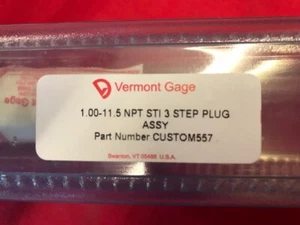 Vermont Gage
1.00-11.5 NPT STI 3 STEP PLUG
ASSY
Part Number CUSTOM557
Swanton, VT 05488 U.S.A.